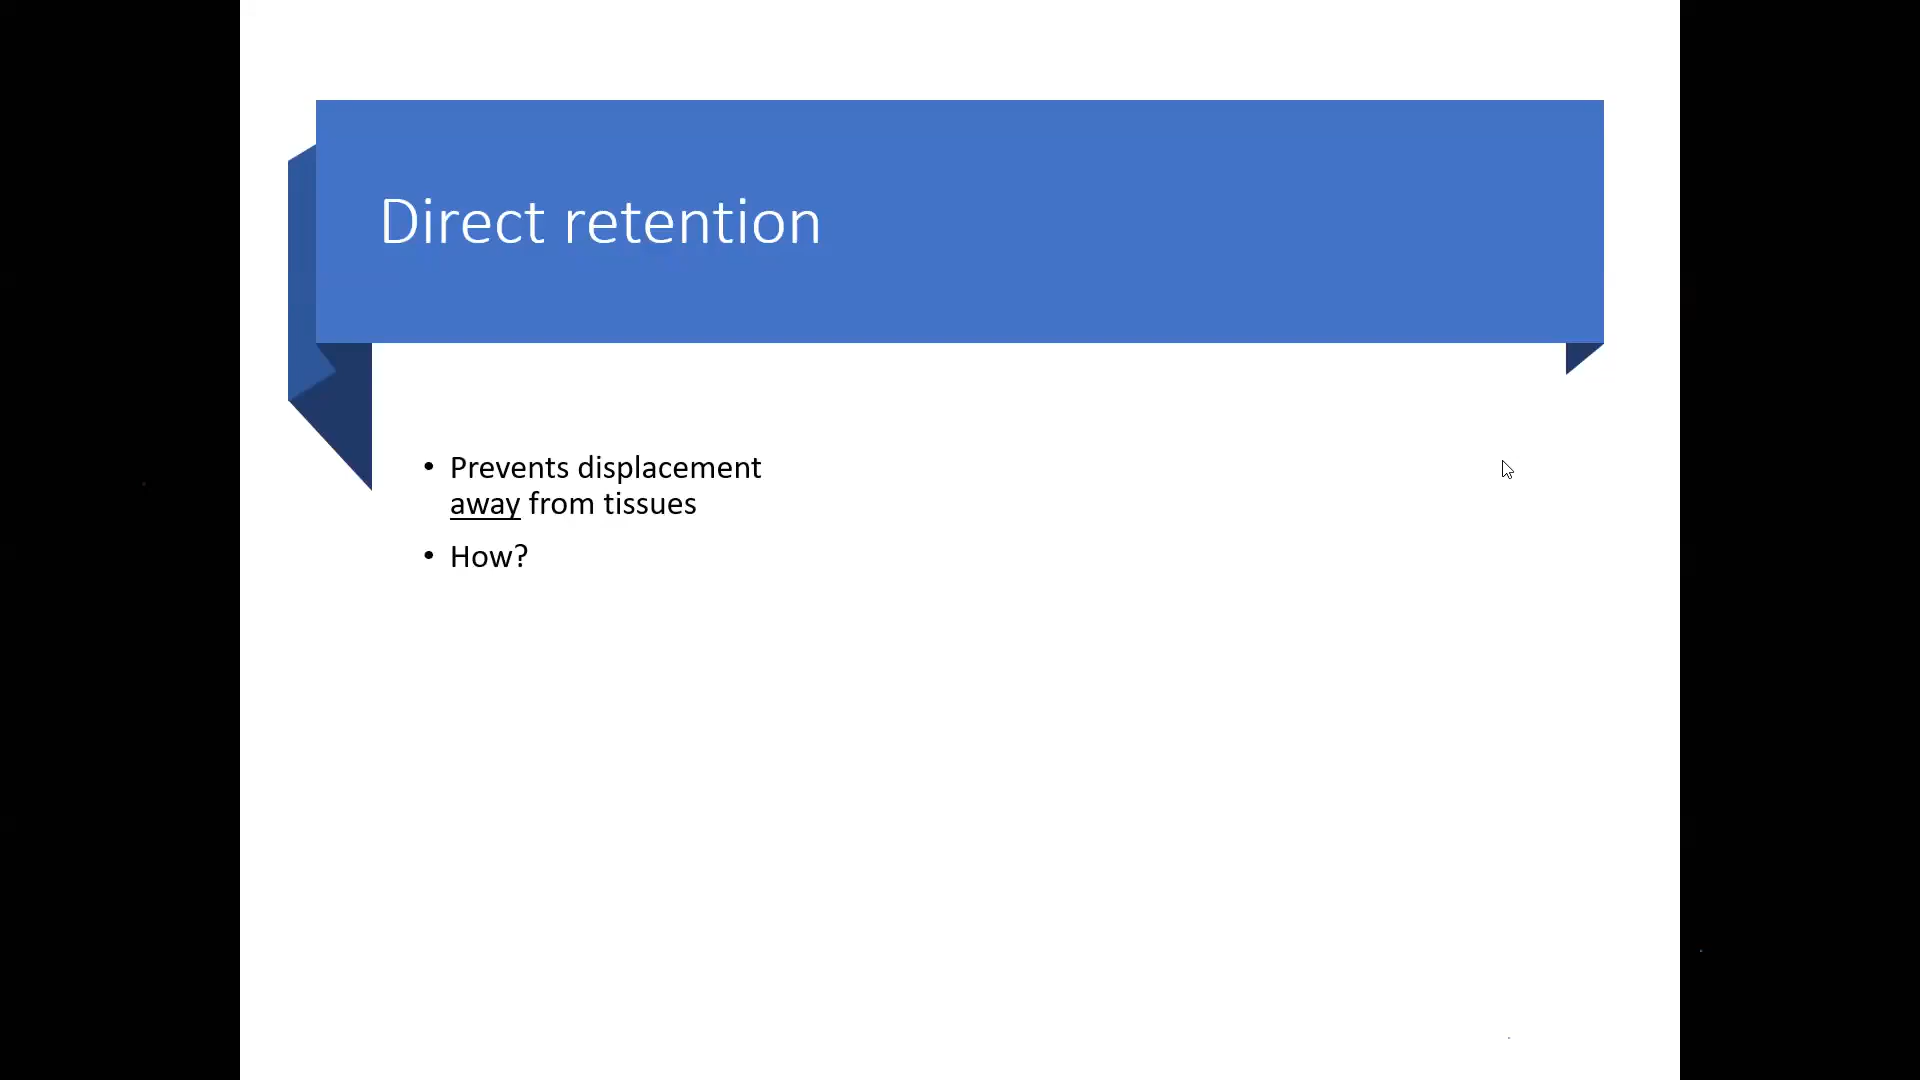 Direct retention
• Prevents displacement
away from tissues
• How?